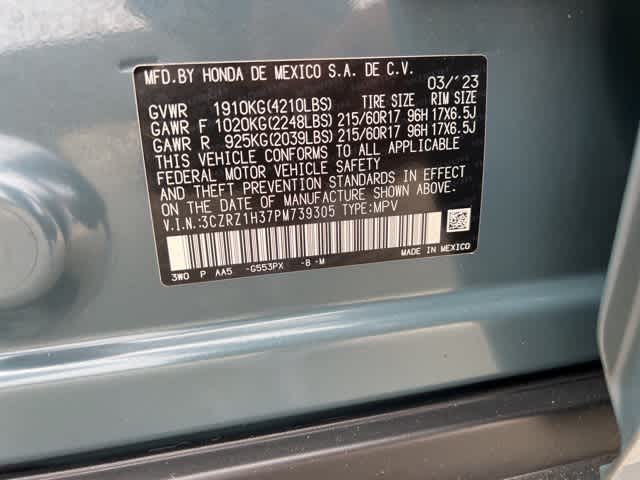 MFD.BY HONDA DE MEXICO S.A. DE C.V.
03/'23
GVWR 1910KG(4210LBS) TIRE SIZE RIM SIZE
GAWR F 1020KG(2248LBS) 215/60R17 96H 17X6.5J
GAWR R 925KG(2039LBS) 215/60R17 96H 17X6.5J
THIS VEHICLE CONFORMS TO ALL APPLICABLE
FEDERAL MOTOR VEHICLE SAFETY
AND THEFT PREVENTION STANDARDS IN EFFECT
ON THE DATE OF MANUFACTURE SHOWN ABOVE.
V.I.N.:3CZRZ1H37PM739305 TYPE:MPV
3W0 P AA5 -G553PX -B -M MADE IN MEXICO